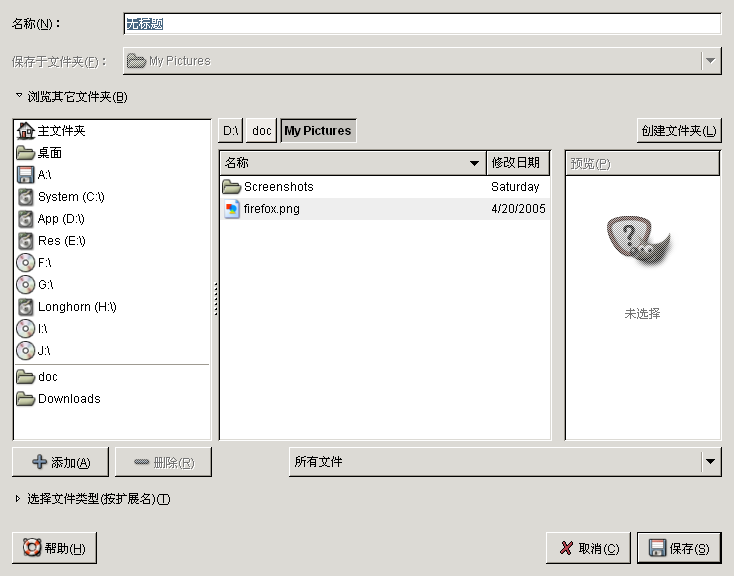 名称(N)：
无标题
保存于文件夹(F)：
My Pictures
浏览其它文件夹(B)
主文件夹
桌面
A:\
System (C:\)
App (D:\)
Res (E:\)
F:\
G:\
Longhorn (H:\)
I:\
J:\
doc
Downloads
添加(A)
删除(R)
D:\ doc My Pictures
创建文件夹(L)
名称 修改日期
Screenshots Saturday
firefox.png 4/20/2005
预览(P)
未选择
所有文件
选择文件类型(按扩展名)(T)
帮助(H)
取消(C)
保存(S)